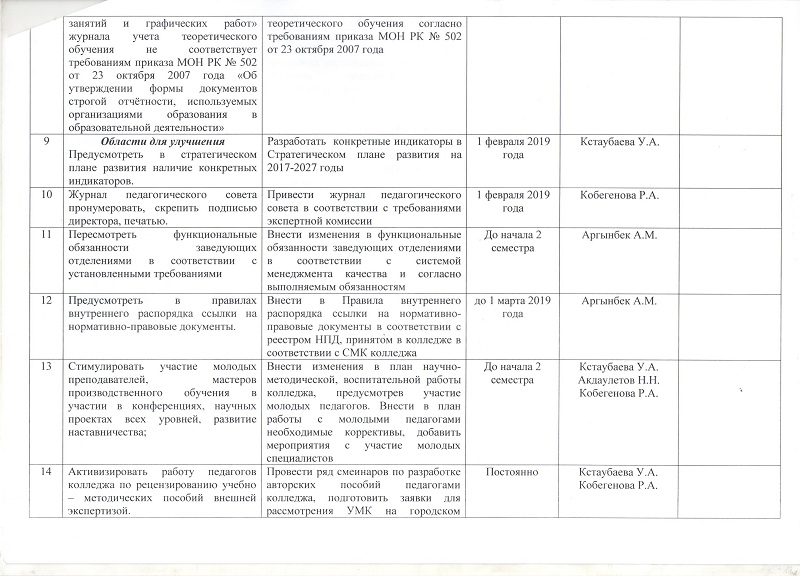 занятий и графических работ»
журнала учета теоретического
обучения не соответствует
требованиям приказа МОН РК № 502
от 23 октября 2007 года «Об
утверждении формы документов
строгой отчётности, используемых
организациями образования в
образовательной деятельности»
теоретического обучения согласно
требованиям приказа МОН РК № 502
от 23 октября 2007 года
9
Области для улучшения
Предусмотреть в стратегическом
плане развития наличие конкретных
индикаторов.
Разработать конкретные индикаторы в
Стратегическом плане развития на
2017-2027 годы
1 февраля 2019
года
Кстаубаева У.А.
10
Журнал педагогического совета
пронумеровать, скрепить подписью
директора, печатью.
Привести журнал педагогического
совета в соответствии с требованиями
экспертной комиссии
1 февраля 2019
года
Кобегенова Р.А.
11
Пересмотреть функциональные
обязанности заведующих
отделениями в соответствии с
установленными требованиями
Внести изменения в функциональные
обязанности заведующих отделениями
в соответствии с системой
менеджмента качества и согласно
выполняемым обязанностям
До начала 2
семестра
Аргынбек А.М.
12
Предусмотреть в правилах
внутреннего распорядка ссылки на
нормативно-правовые документы.
Внести в Правила внутреннего
распорядка ссылки на нормативно-
правовые документы в соответствии с
реестром НПД, принятом в колледже в
соответствии с СМК колледжа
до 1 марта 2019
года
Аргынбек А.М.
13
Стимулировать участие молодых
преподавателей, мастеров
производственного обучения в
участии в конференциях, научных
проектах всех уровней, развитие
наставничества;
Внести изменения в план научно-
методической, воспитательной работы
колледжа, предусмотрев участие
молодых педагогов. Внести в план
работы с молодыми педагогами
необходимые коррективы, добавить
мероприятия с участие молодых
специалистов
До начала 2
семестра
Кстаубаева У.А.
Акдаулетов Н.Н.
Кобегенова Р.А.
14
Активизировать работу педагогов
колледжа по рецензированию учебно
– методических пособий внешней
экспертизой.
Провести ряд смеинаров по разработке
авторских пособий педагогами
колледжа, подготовить заявки для
рассмотрения УМК на городском
Постоянно
Кстаубаева У.А.
Кобегенова Р.А.